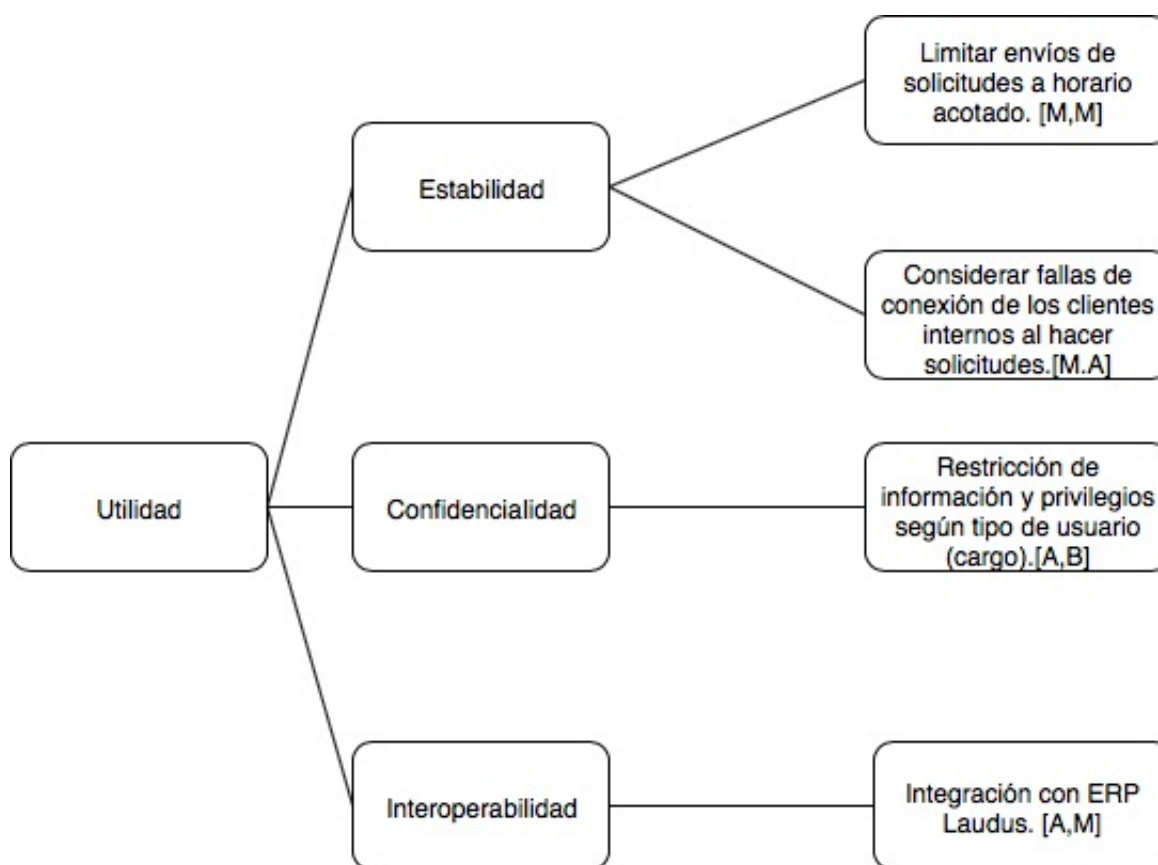 Limitar envíos de
solicitudes a horario
acotado. [M,M]
Estabilidad
Considerar fallas de
conexión de los clientes
internos al hacer
solicitudes.[M.A]
Utilidad
Confidencialidad
Restricción de
información y privilegios
según tipo de usuario
(cargo).[A,B]
Interoperabilidad
Integración con ERP
Laudus. [A,M]